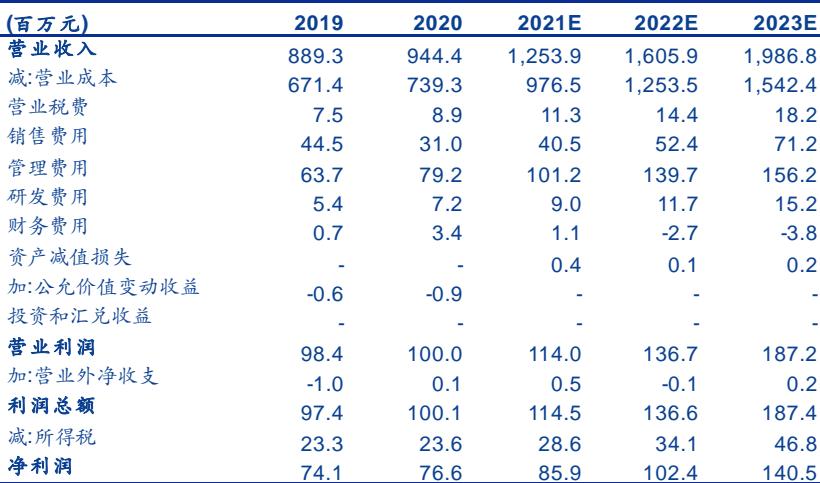 (百万元) 2019 2020 2021E 2022E 2023E
营业收入 889.3 944.4 1,253.9 1,605.9 1,986.8
减:营业成本 671.4 739.3 976.5 1,253.5 1,542.4
营业税费 7.5 8.9 11.3 14.4 18.2
销售费用 44.5 31.0 40.5 52.4 71.2
管理费用 63.7 79.2 101.2 139.7 156.2
研发费用 5.4 7.2 9.0 11.7 15.2
财务费用 0.7 3.4 1.1 -2.7 -3.8
资产减值损失 - - 0.4 0.1 0.2
加:公允价值变动收益 -0.6 -0.9 - - -
投资和汇兑收益 - - - - -
营业利润 98.4 100.0 114.0 136.7 187.2
加:营业外净收支 -1.0 0.1 0.5 -0.1 0.2
利润总额 97.4 100.1 114.5 136.6 187.4
减:所得税 23.3 23.6 28.6 34.1 46.8
净利润 74.1 76.6 85.9 102.4 140.5